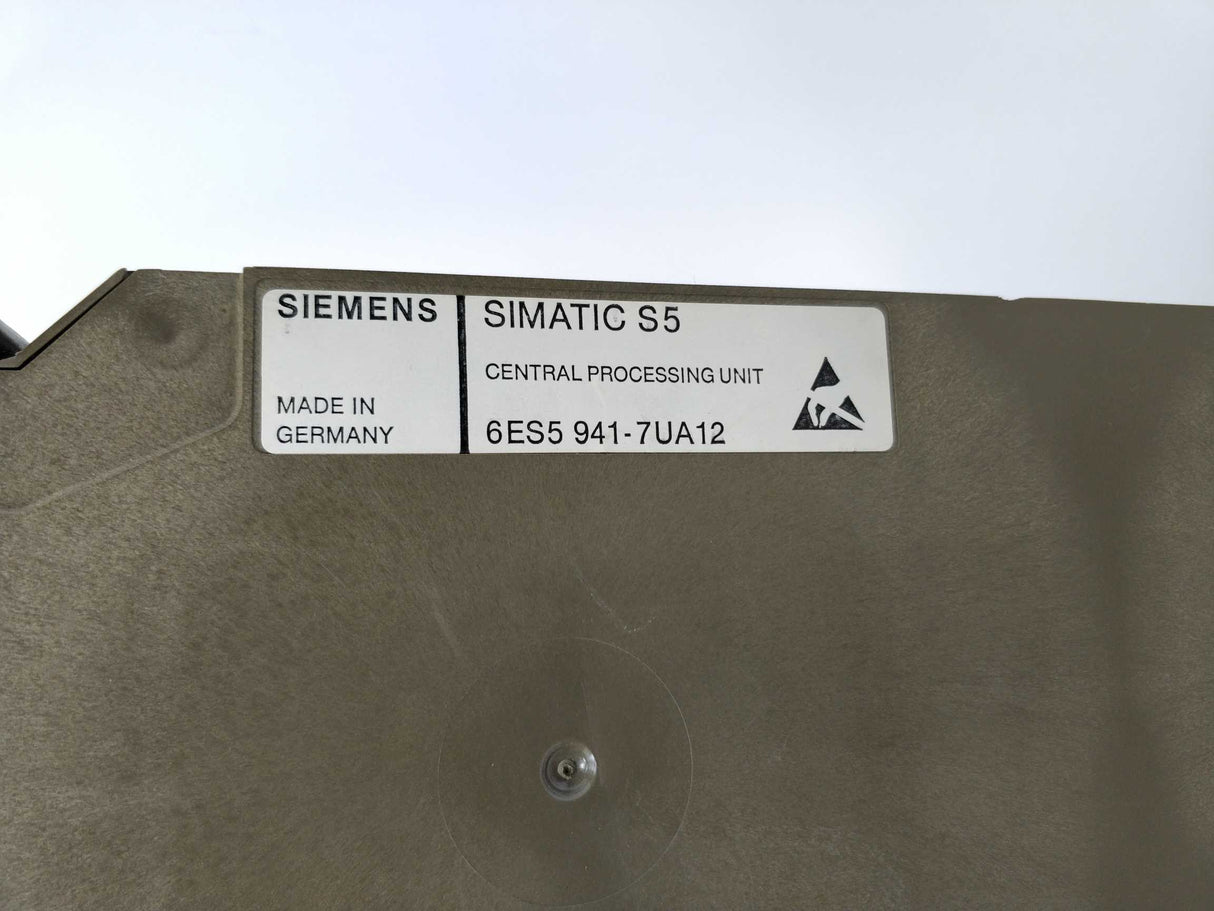 SIEMENS
MADE IN
GERMANY
SIMATIC S5
CENTRAL PROCESSING UNIT
6ES5 941-7UA12